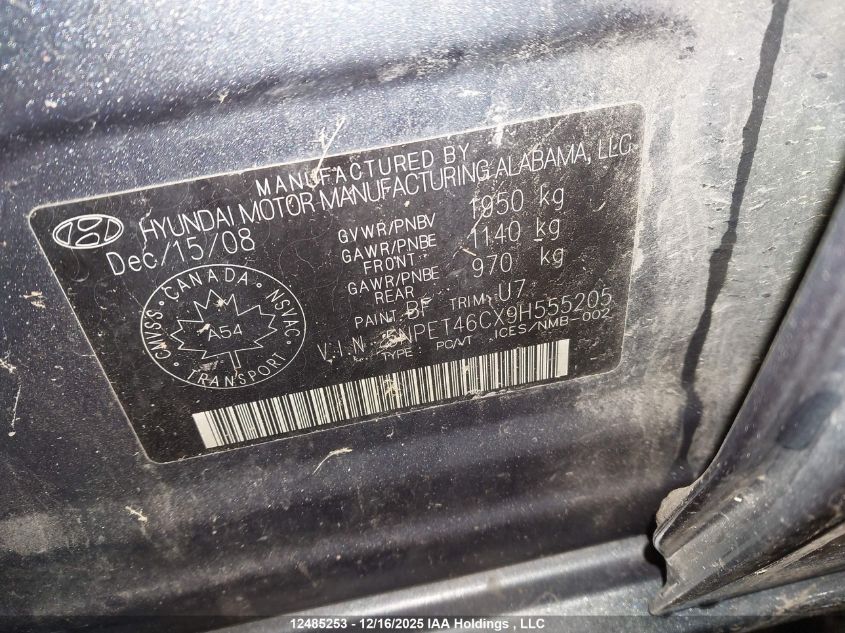 MANUFACTURED BY
HYUNDAI MOTOR MANUFACTURING ALABAMA, LLC
Dec/15/08
GVWR/PNBV 1950 kg
GAWR/PNBE FRONT 1140 kg
GAWR/PNBE REAR 970 kg
PAINT: BF TRIM: U7
V.I.N. 5NPET46CX9H555205
TYPE: PC/VT ICES/NMB-002
CMVSS · CANADA · NSVAC
A54
TRANSPORT
12485253 - 12/16/2025 IAA Holdings , LLC